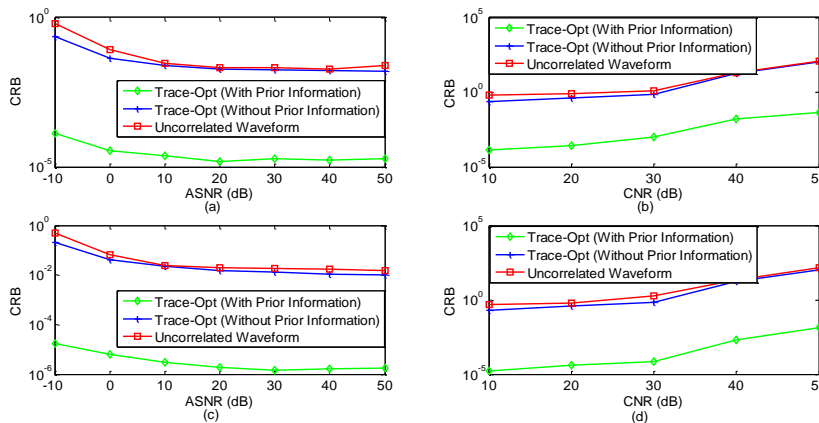 10^0
10^-5
CRB
-10 0 10 20 30 40 50
ASNR (dB)
(a)
Trace-Opt (With Prior Information)
Trace-Opt (Without Prior Information)
Uncorrelated Waveform
10^5
10^0
10^-5
CRB
10 20 30 40 5
CNR (dB)
(b)
Trace-Opt (With Prior Information)
Trace-Opt (Without Prior Information)
Uncorrelated Waveform
10^0
10^-2
10^-4
10^-6
CRB
-10 0 10 20 30 40 50
ASNR (dB)
(c)
Trace-Opt (With Prior Information)
Trace-Opt (Without Prior Information)
Uncorrelated Waveform
10^5
10^0
10^-5
CRB
10 20 30 40 5
CNR (dB)
(d)
Trace-Opt (With Prior Information)
Trace-Opt (Without Prior Information)
Uncorrelated Waveform